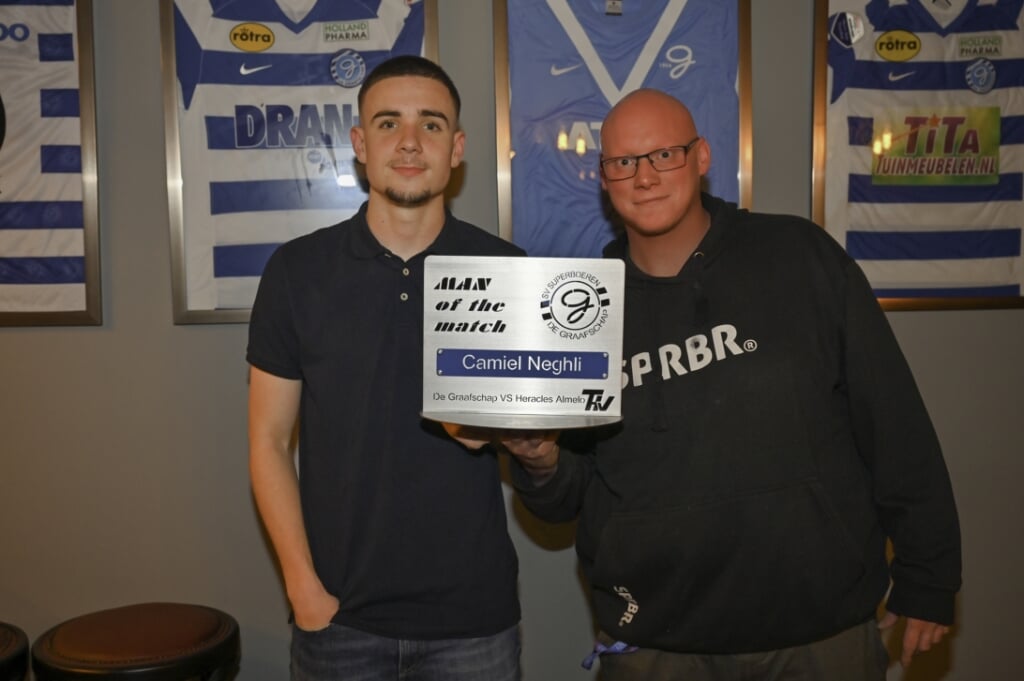 OO
rotra
HOLLAND
PHARMA
DRAN
rotra
HOLLAND
PHARMA
TiTa
TUINMEUBELEN.NL
MAN
of the
match
SV SUPERBOEREN
DE GRAAFSCHAP
Camiel Neghli
De Graafschap VS Heracles Almelo
SPRBR.®
SPRBR.